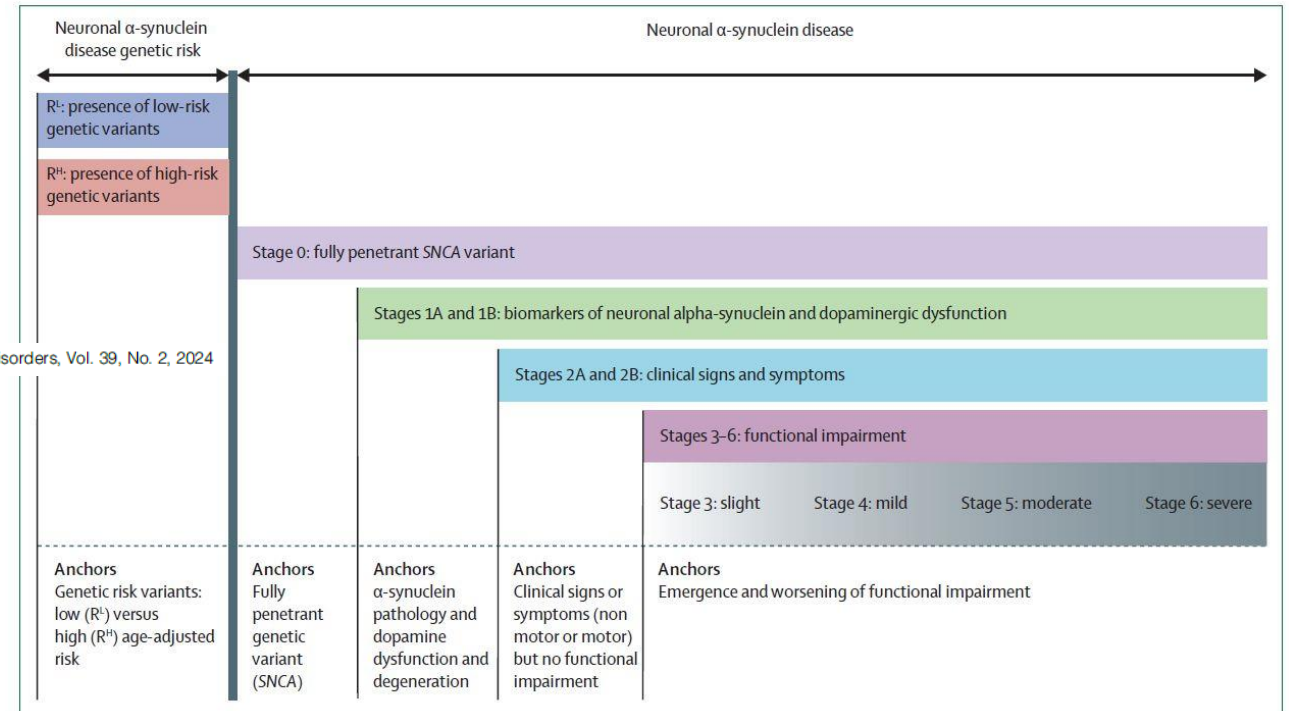 Neuronal α-synuclein
disease genetic risk
Neuronal α-synuclein disease
Rᴸ: presence of low-risk
genetic variants
Rᴴ: presence of high-risk
genetic variants
Stage 0: fully penetrant SNCA variant
Stages 1A and 1B: biomarkers of neuronal alpha-synuclein and dopaminergic dysfunction
sorders, Vol. 39, No. 2, 2024
Stages 2A and 2B: clinical signs and symptoms
Stages 3–6: functional impairment
Stage 3: slight
Stage 4: mild
Stage 5: moderate
Stage 6: severe
Anchors
Genetic risk variants:
low (Rᴸ) versus
high (Rᴴ) age-adjusted
risk
Anchors
Fully
penetrant
genetic
variant
(SNCA)
Anchors
α-synuclein
pathology and
dopamine
dysfunction and
degeneration
Anchors
Clinical signs or
symptoms (non
motor or motor)
but no functional
impairment
Anchors
Emergence and worsening of functional impairment